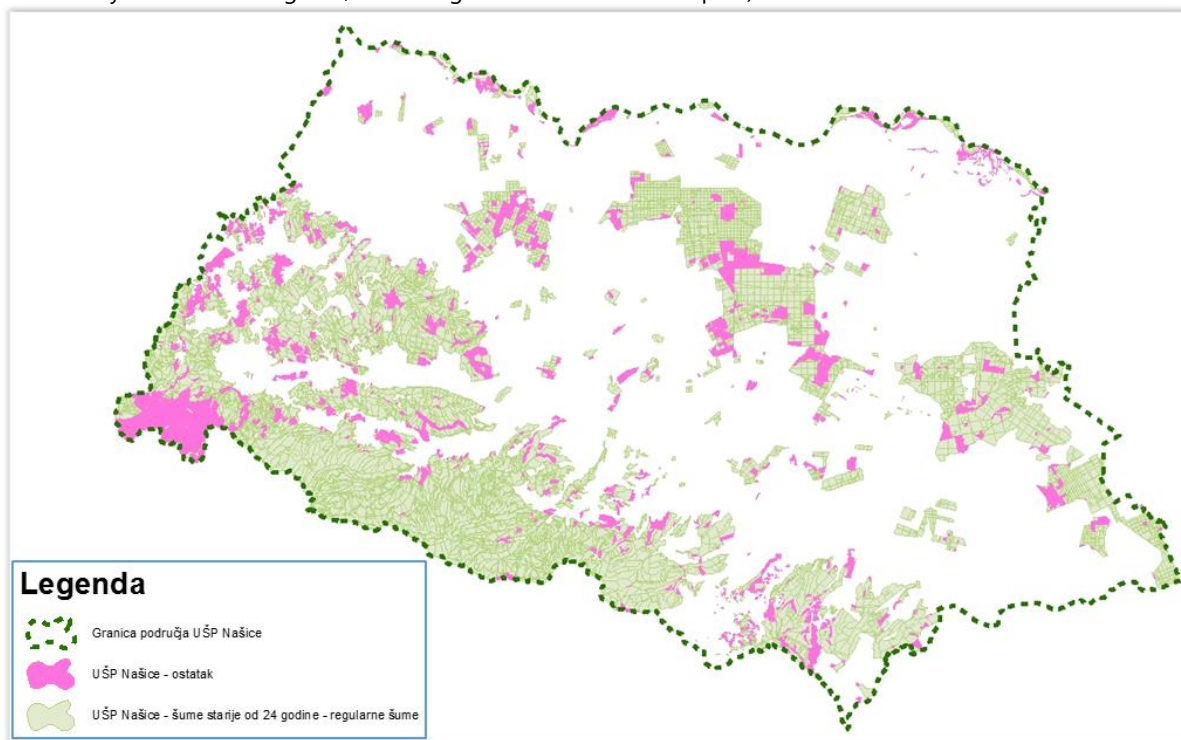 Legenda
Granica područja UŠP Našice
UŠP Našice - ostatak
UŠP Našice - šume starije od 24 godine - regularne šume